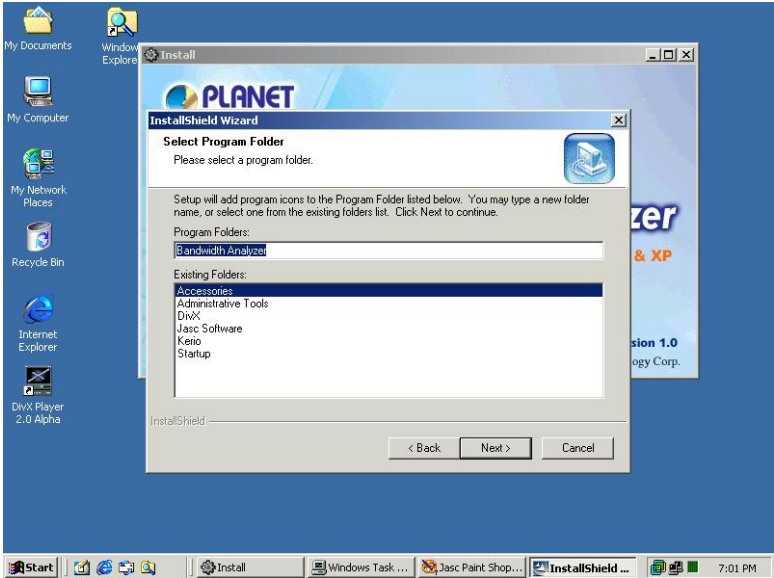 My Documents
Window
Explore
My Computer
My Network
Places
Recycle Bin
Internet
Explorer
DivX Player
2.0 Alpha
Install
PLANET
InstallShield Wizard
Select Program Folder
Please select a program folder.
Setup will add program icons to the Program Folder listed below. You may type a new folder
name, or select one from the existing folders list. Click Next to continue.
Program Folders:
Bandwidth Analyzer
Existing Folders:
Accessories
Administrative Tools
DivX
Jasc Software
Kerio
Startup
InstallShield
< Back
Next >
Cancel
zer
& XP
sion 1.0
ogy Corp.
Start
Install
Windows Task ...
Jasc Paint Shop...
InstallShield ...
7:01 PM